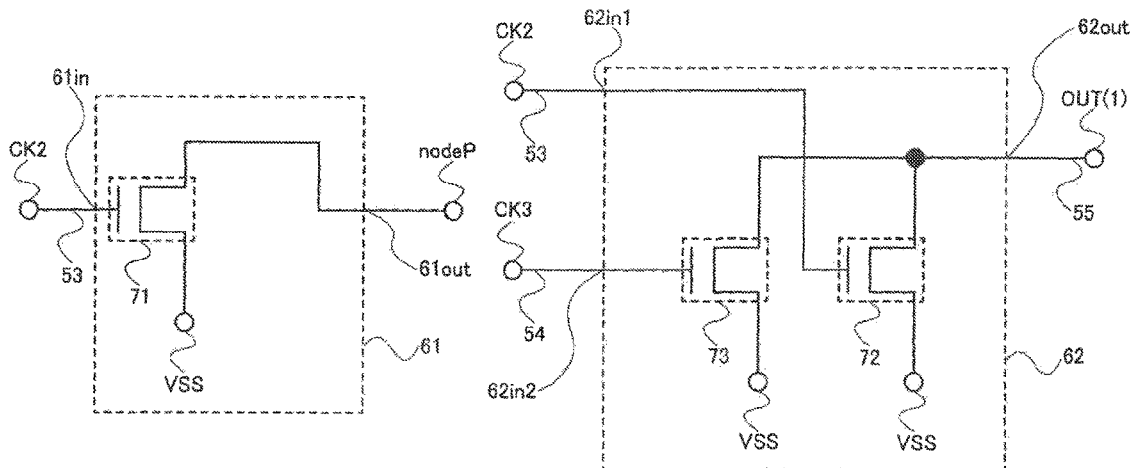 CK2
62in1
62out
61in
OUT(1)
CK2
nodeP
53
CK3
55
53
71
61out
54
73
72
61
62
VSS
62in2
VSS
VSS